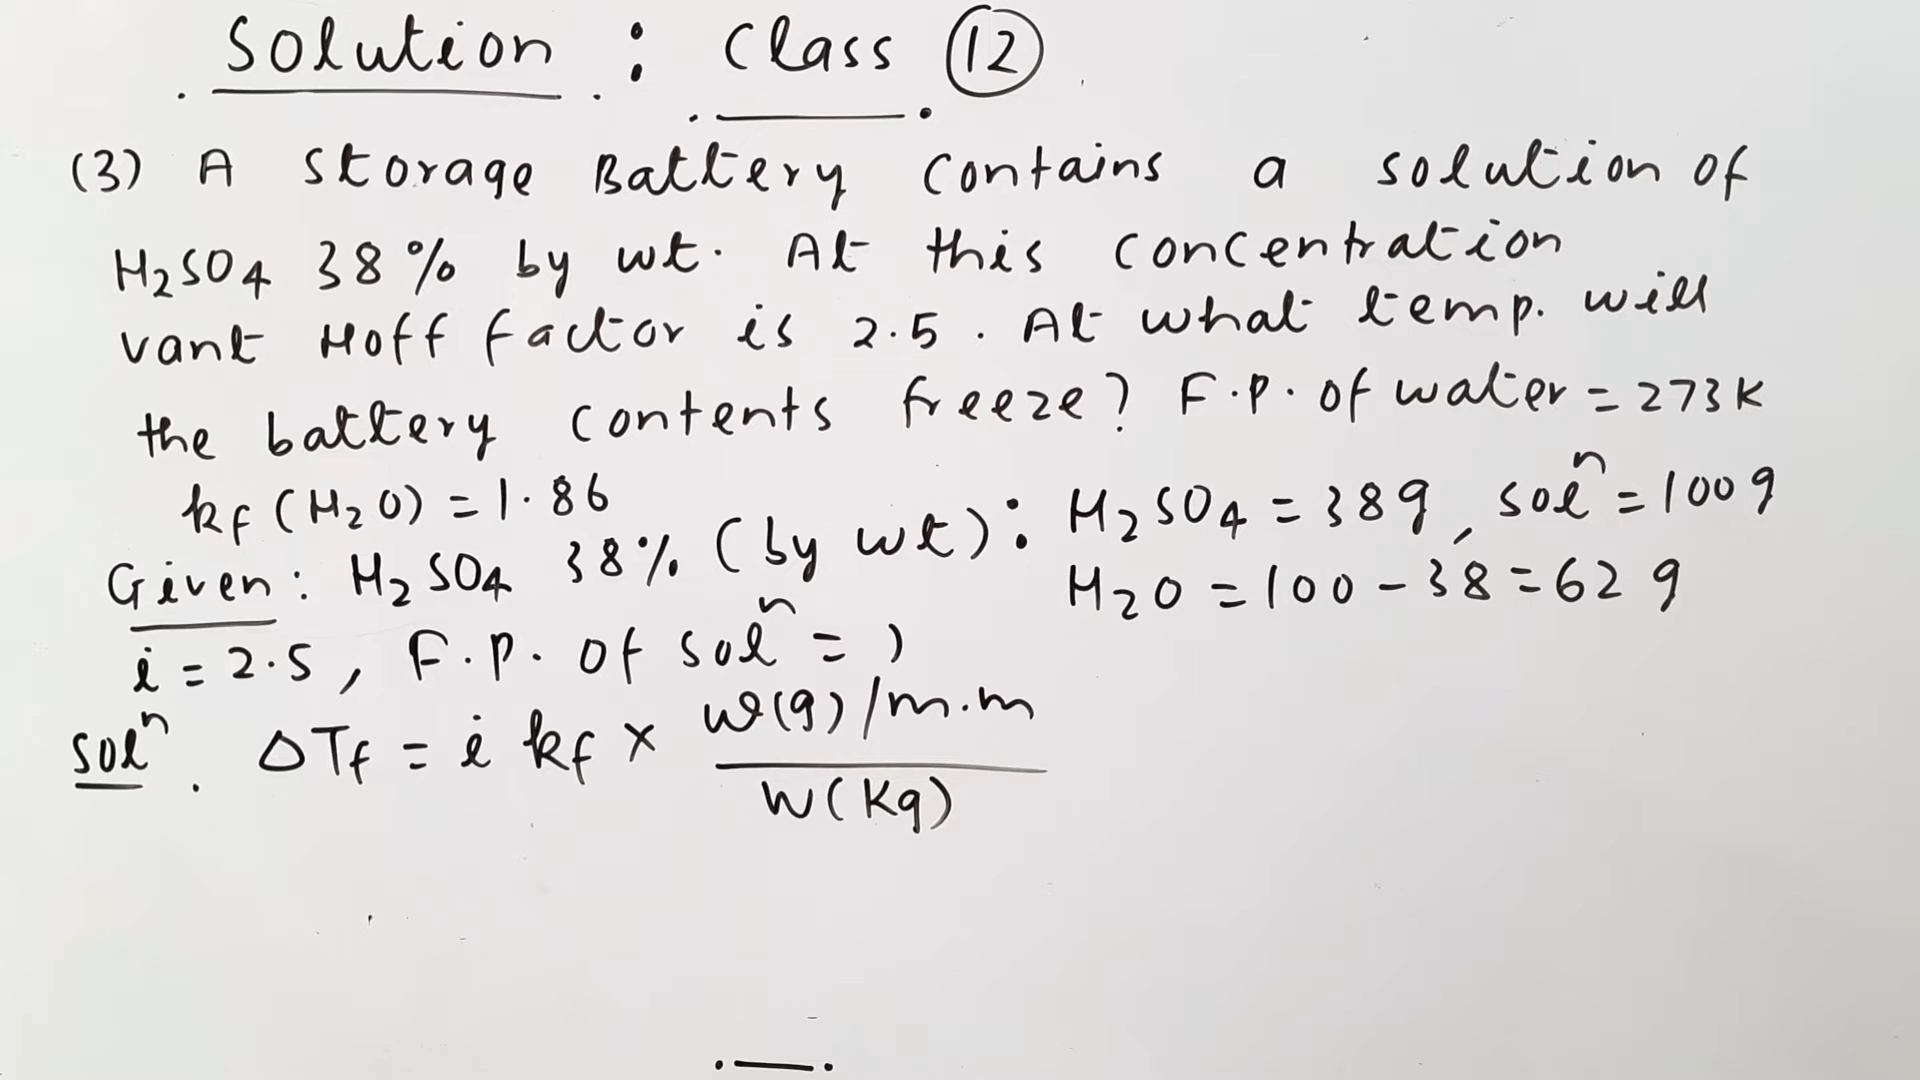 Solution : Class 12
(3) A storage Battery contains a solution of
H₂SO₄ 38% by wt. At this concentration
vant Hoff factor is 2.5. At what temp. will
the battery contents freeze? F.P. of water = 273K
kf (H₂O) = 1.86
Given: H₂SO₄ 38% (by wt): H₂SO₄ = 38g, solⁿ = 100g
H₂O = 100 - 38 = 62 g
i = 2.5, F.P. of solⁿ = )
solⁿ. ΔTf = i kf × w(g)/m.m
W(Kg)